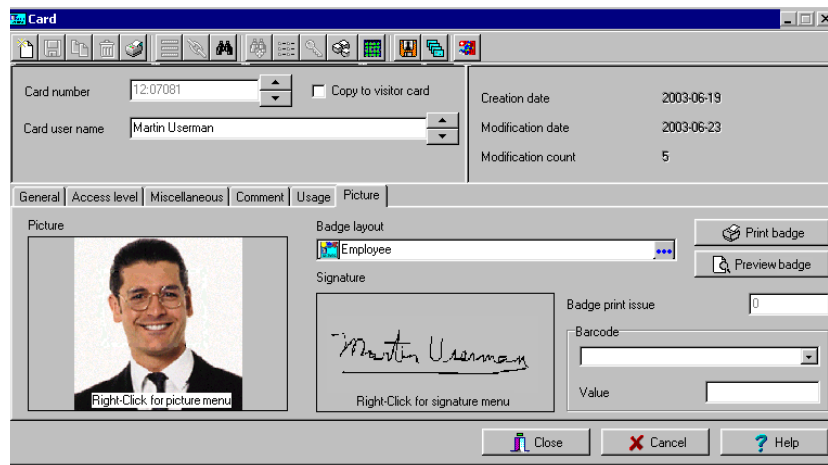 Card
Card number 12:07081 Copy to visitor card
Card user name Martin Userman
Creation date 2003-06-19
Modification date 2003-06-23
Modification count 5
General Access level Miscellaneous Comment Usage Picture
Picture
Right-Click for picture menu
Badge layout
Employee
Signature
Martin Userman
Right-Click for signature menu
Print badge
Preview badge
Badge print issue 0
Barcode
Value
Close Cancel Help